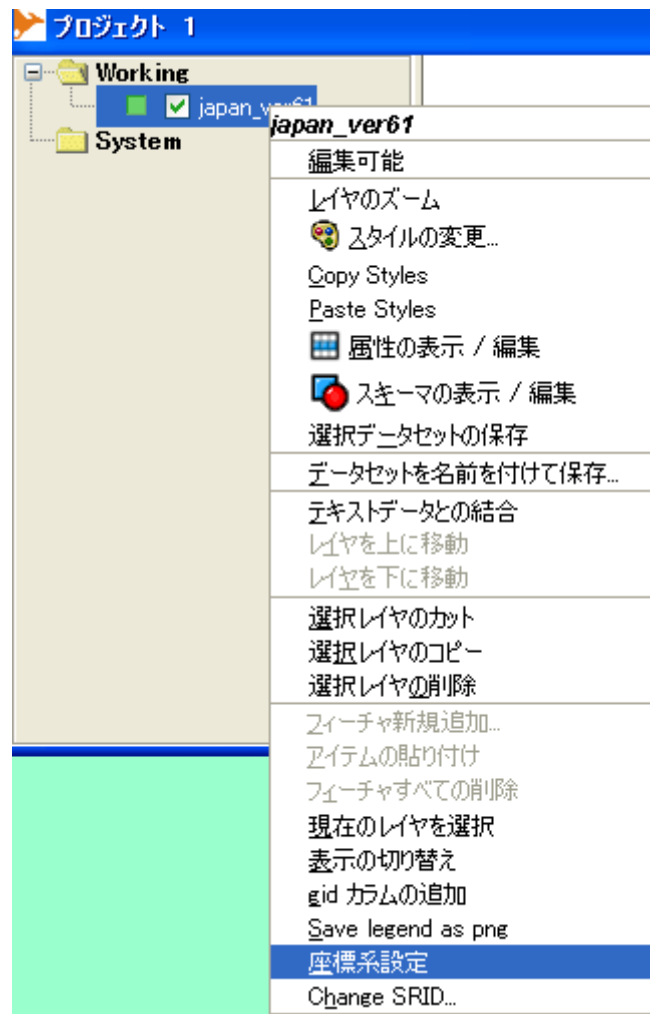 プロジェクト 1
Working
japan_ver61
System
japan_ver61
編集可能
レイヤのズーム
スタイルの変更...
Copy Styles
Paste Styles
属性の表示 / 編集
スキーマの表示 / 編集
選択データセットの保存
データセットを名前を付けて保存...
テキストデータとの結合
レイヤを上に移動
レイヤを下に移動
選択レイヤのカット
選択レイヤのコピー
選択レイヤの削除
フィーチャ新規追加...
アイテムの貼り付け
フィーチャすべての削除
現在のレイヤを選択
表示の切り替え
gid カラムの追加
Save legend as png
座標系設定
Change SRID...